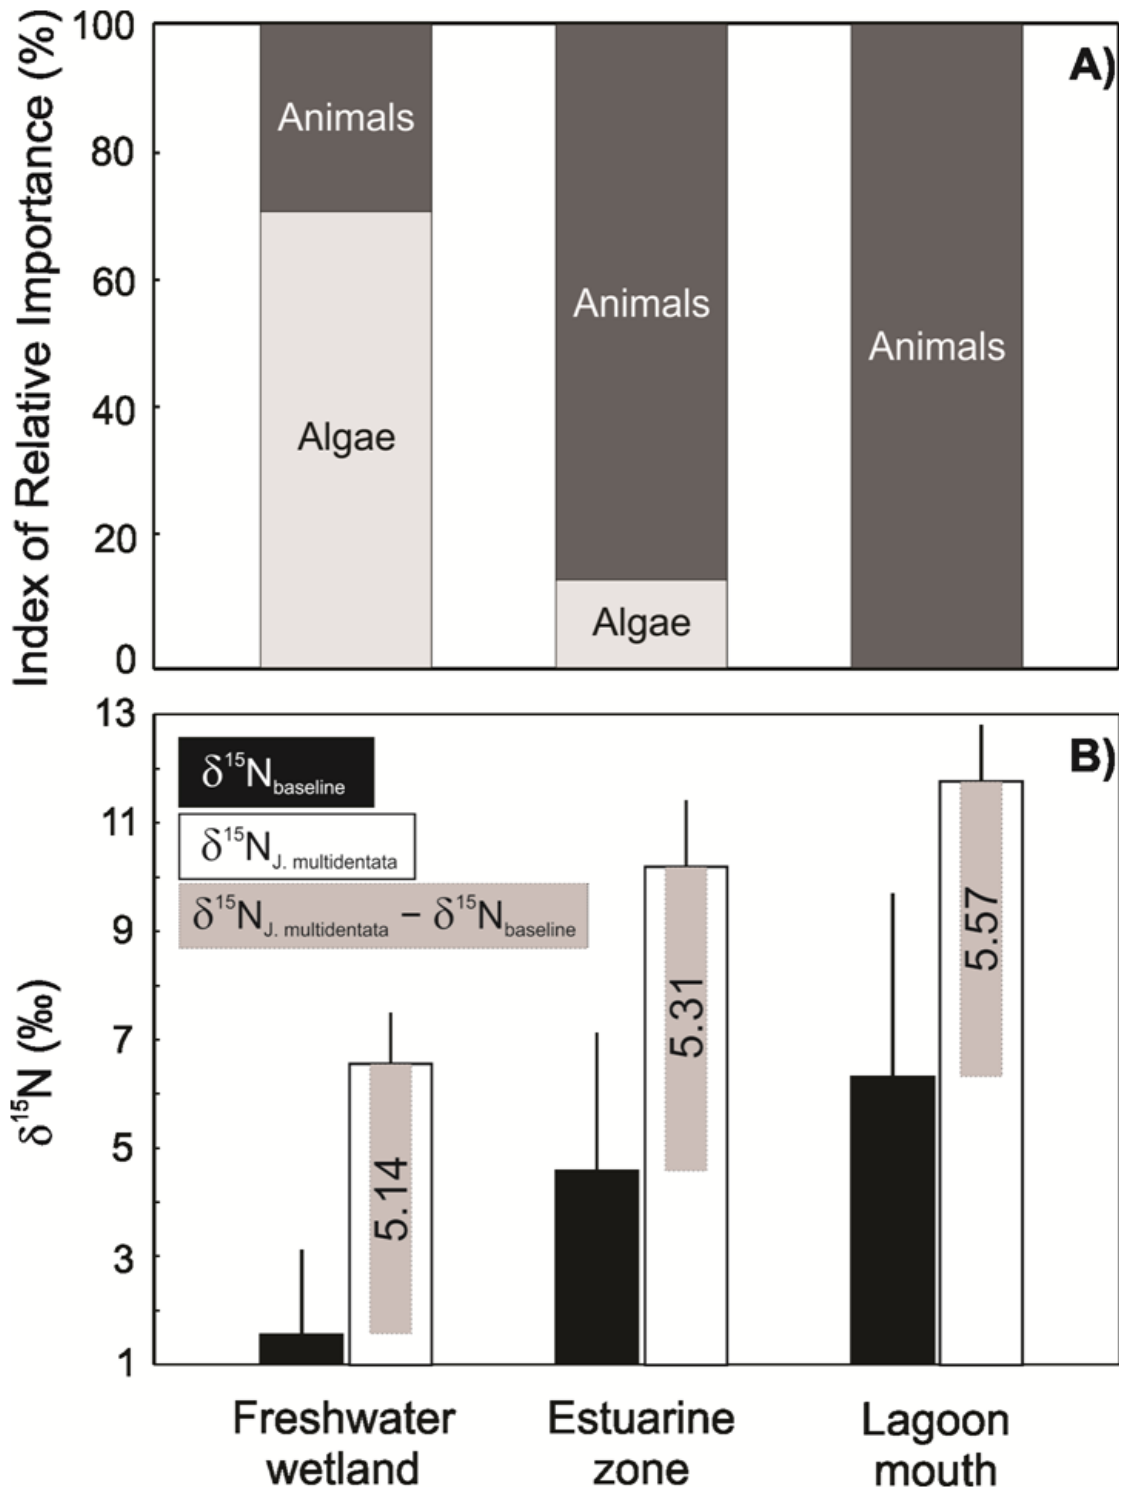 Index of Relative Importance (%)
100
80
60
40
20
0
A)
Animals
Algae
Animals
Algae
Animals
δ15N (‰)
13
11
9
7
5
3
1
B)
δ15Nbaseline
δ15NJ. multidentata
δ15NJ. multidentata – δ15Nbaseline
5.14
5.31
5.57
Freshwater
wetland
Estuarine
zone
Lagoon
mouth